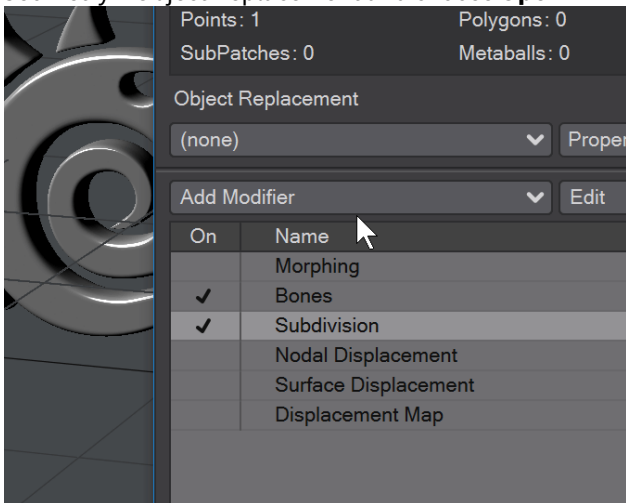 Points: 1 Polygons: 0
SubPatches: 0 Metaballs: 0
Object Replacement
(none) Proper
Add Modifier Edit
On Name
Morphing
Bones
Subdivision
Nodal Displacement
Surface Displacement
Displacement Map